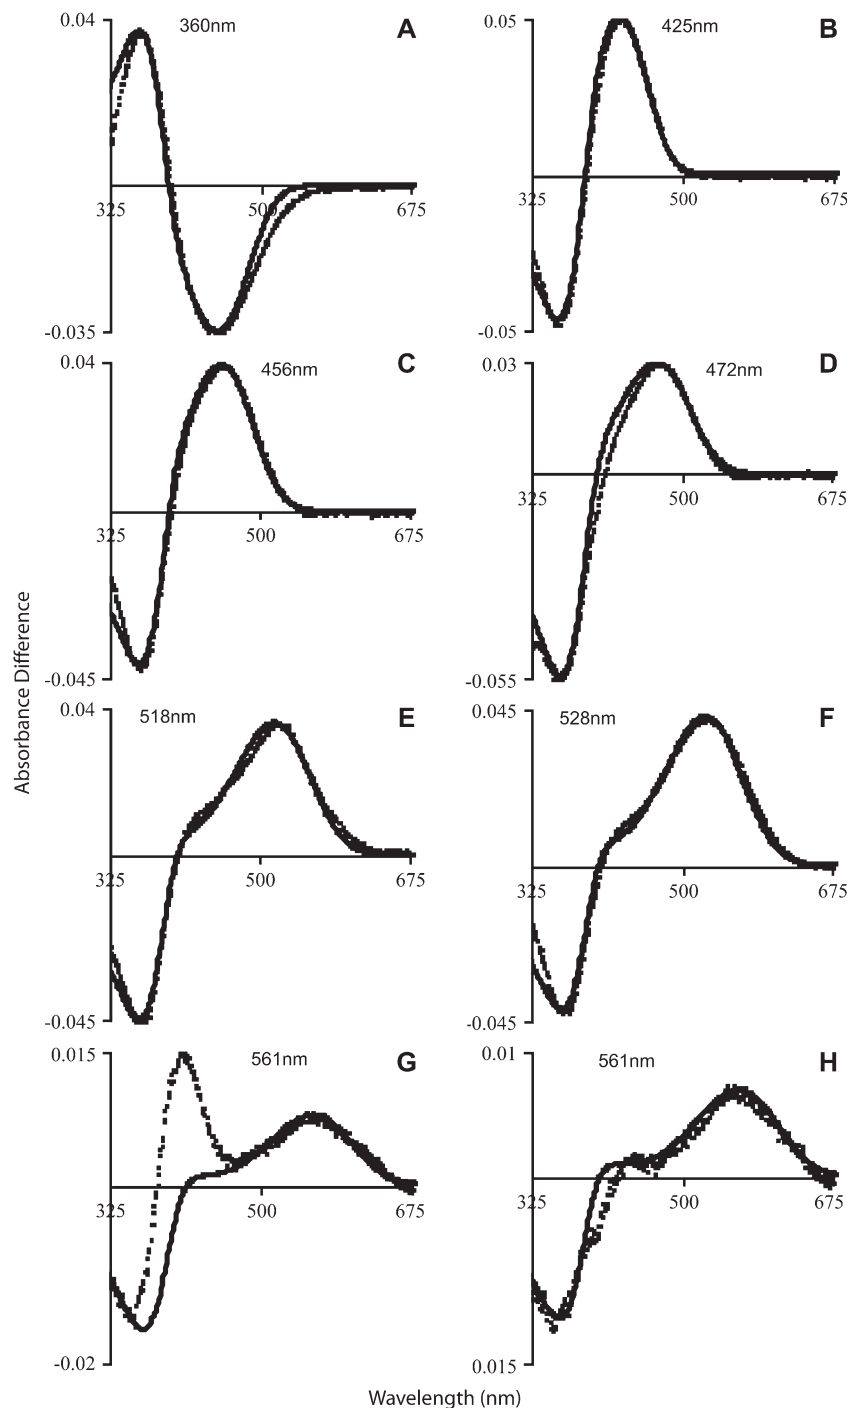 0.04
360nm
A
325
500
675
-0.035
0.05
425nm
B
325
500
675
-0.05
0.04
456nm
C
325
500
675
-0.045
0.03
472nm
D
325
500
675
-0.055
Absorbance Difference
0.04
518nm
E
325
500
675
-0.045
0.045
528nm
F
325
500
675
-0.045
0.015
561nm
G
325
500
675
-0.02
0.01
561nm
H
325
500
675
0.015
Wavelength (nm)